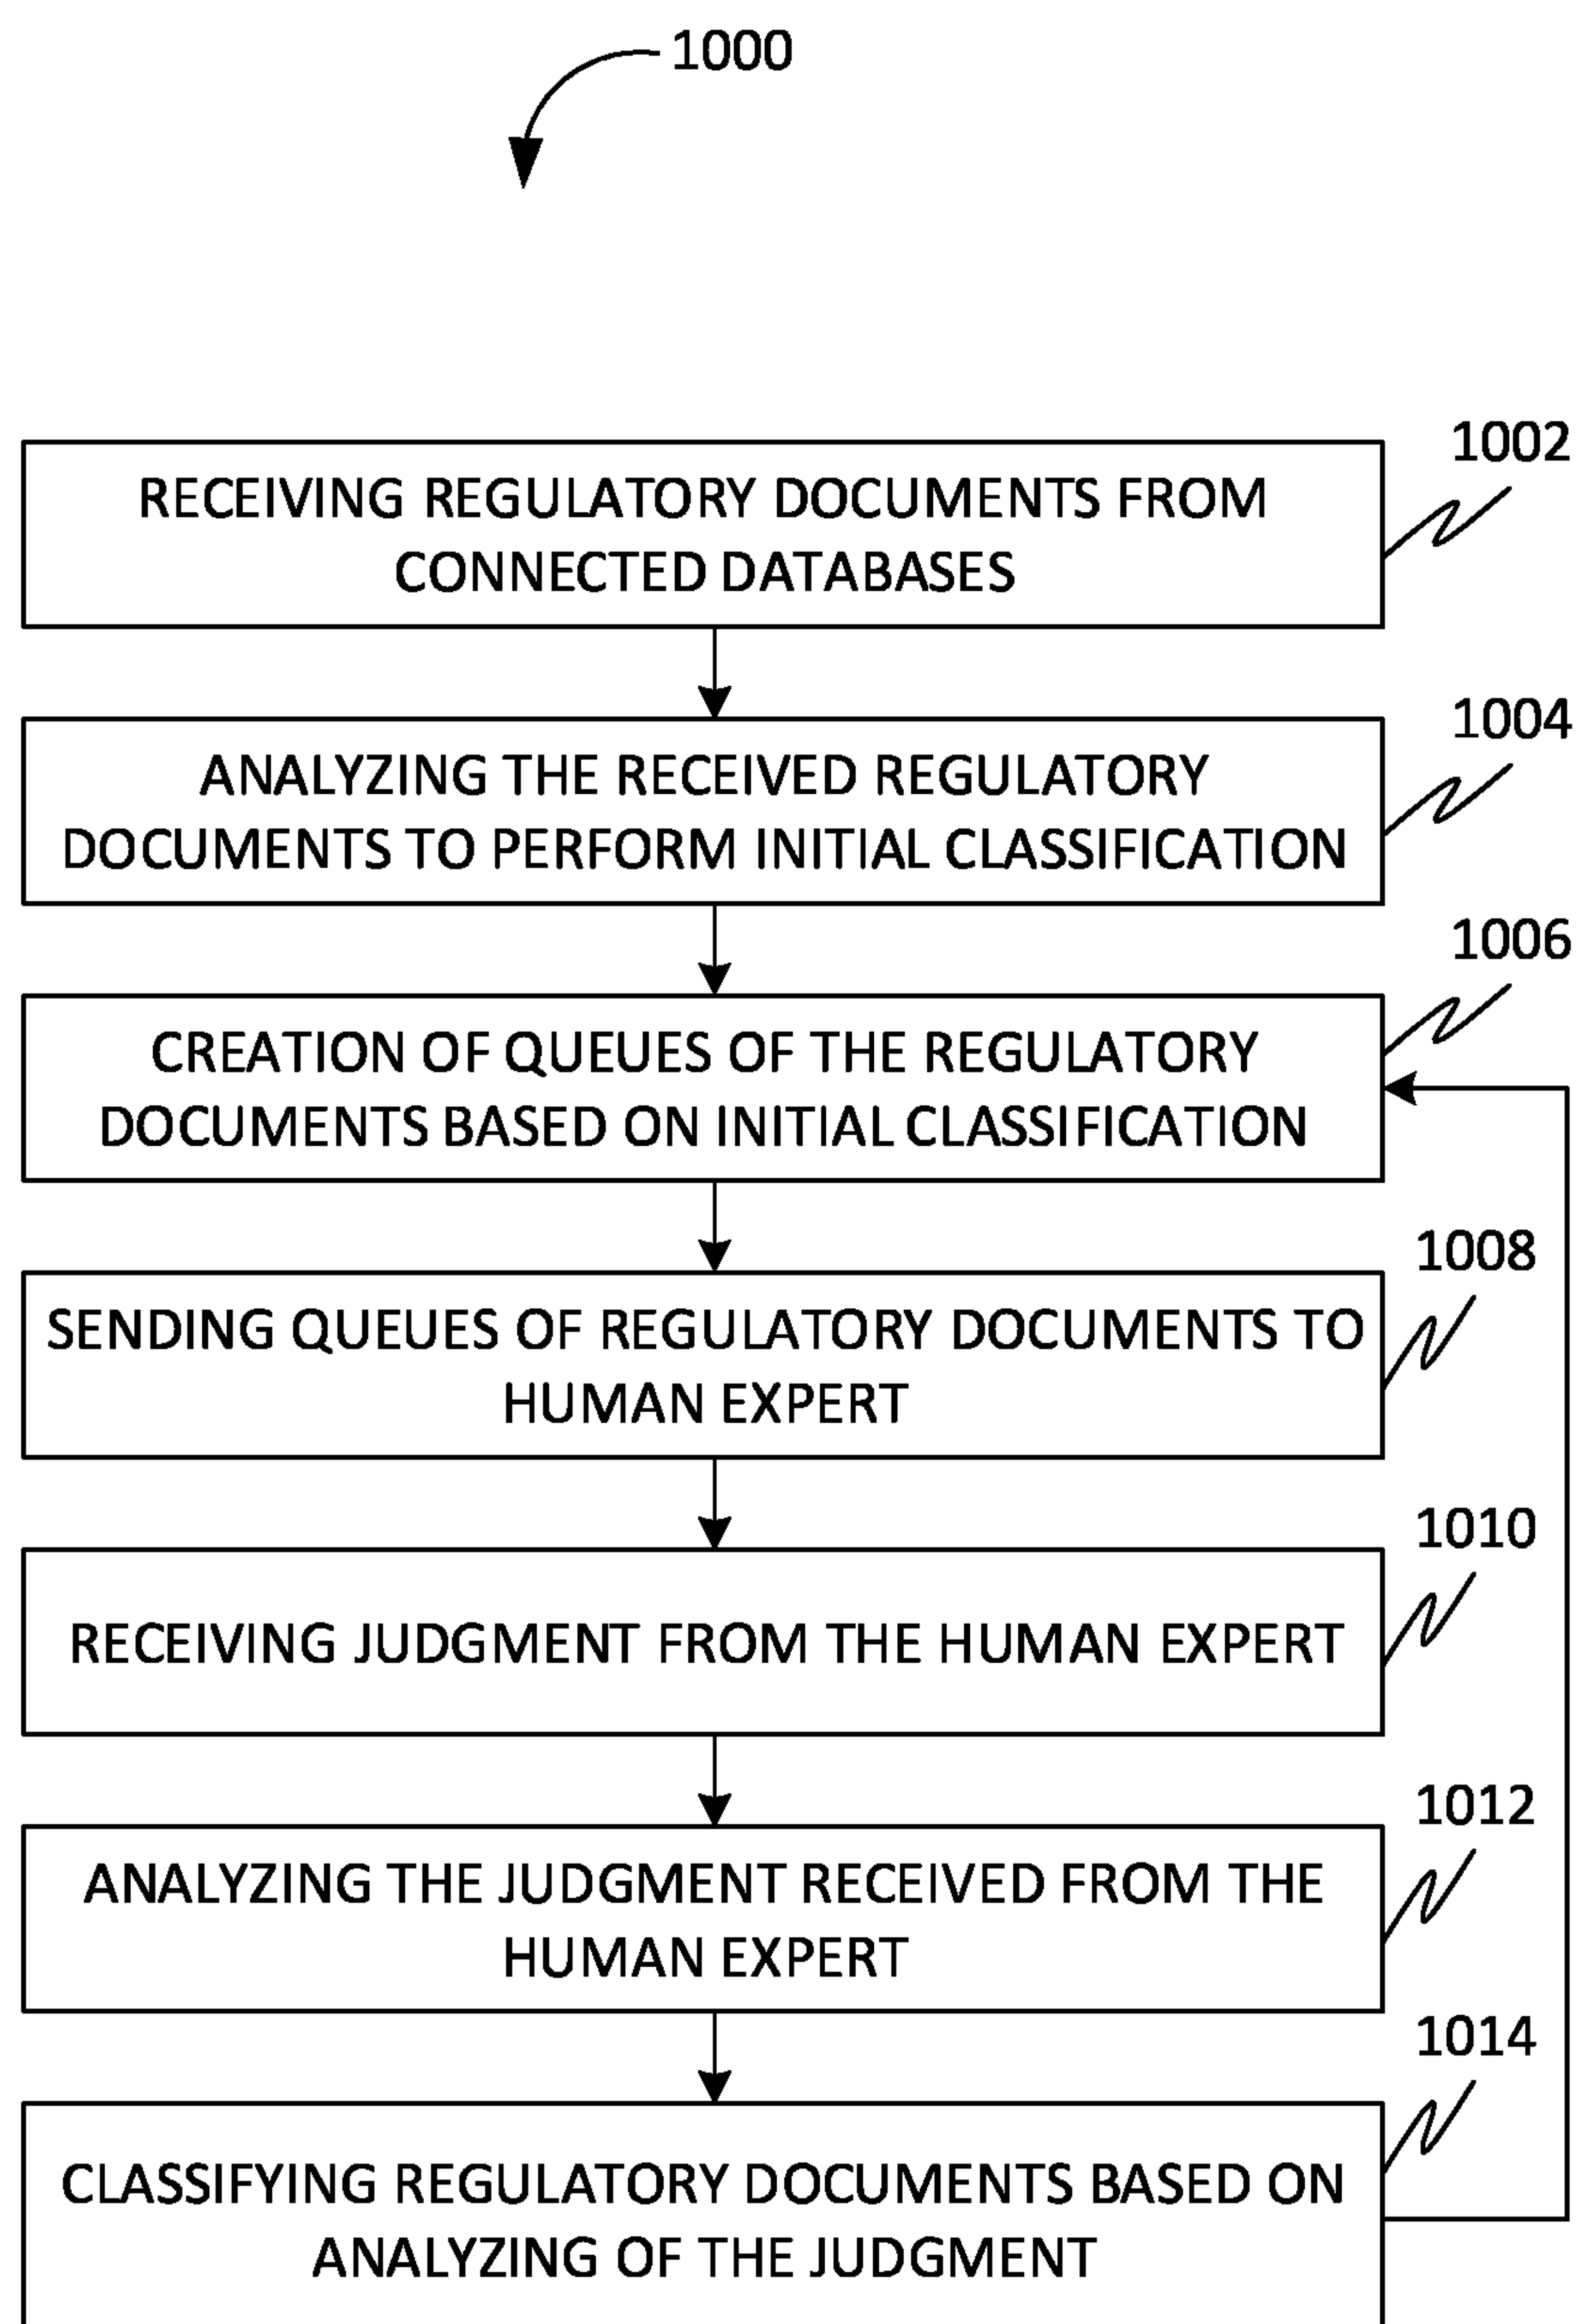 1000
1002
RECEIVING REGULATORY DOCUMENTS FROM
CONNECTED DATABASES
1004
ANALYZING THE RECEIVED REGULATORY
DOCUMENTS TO PERFORM INITIAL CLASSIFICATION
1006
CREATION OF QUEUES OF THE REGULATORY
DOCUMENTS BASED ON INITIAL CLASSIFICATION
1008
SENDING QUEUES OF REGULATORY DOCUMENTS TO
HUMAN EXPERT
1010
RECEIVING JUDGMENT FROM THE HUMAN EXPERT
1012
ANALYZING THE JUDGMENT RECEIVED FROM THE
HUMAN EXPERT
1014
CLASSIFYING REGULATORY DOCUMENTS BASED ON
ANALYZING OF THE JUDGMENT